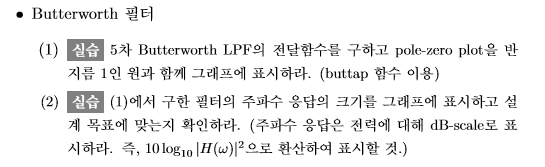 • Butterworth 필터
(1) 실습 5차 Butterworth LPF의 전달함수를 구하고 pole-zero plot을 반
지름 1인 원과 함께 그래프에 표시하라. (buttap 함수 이용)
(2) 실습 (1)에서 구한 필터의 주파수 응답의 크기를 그래프에 표시하고 설
계 목표에 맞는지 확인하라. (주파수 응답은 전력에 대해 dB-scale로 표
시하라. 즉, 10 log₁₀ |H(ω)|²으로 환산하여 표시할 것.)